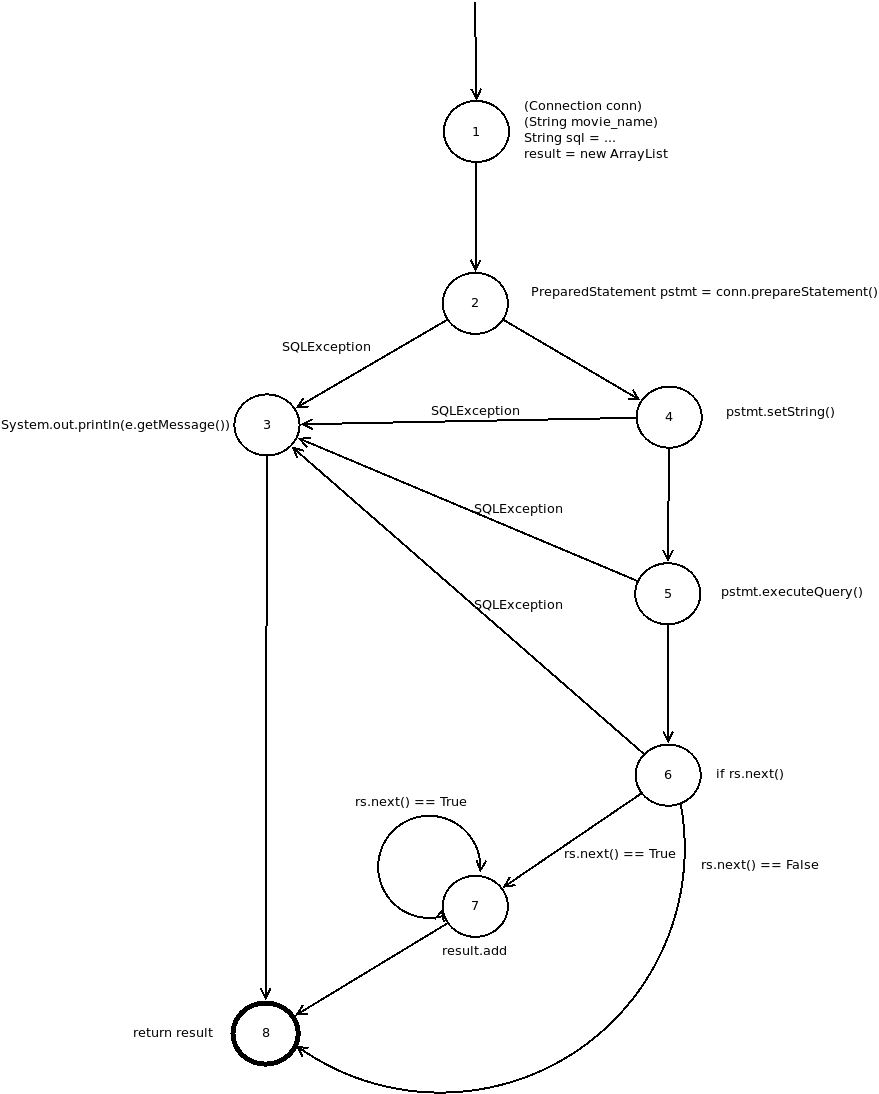 (Connection conn)
(String movie_name)
String sql = ...
result = new ArrayList
1
PreparedStatement pstmt = conn.prepareStatement()
2
SQLException
SQLException
pstmt.setString()
4
System.out.println(e.getMessage())
3
SQLException
pstmt.executeQuery()
5
SQLException
if rs.next()
6
rs.next() == True
rs.next() == True
rs.next() == False
7
result.add
return result
8